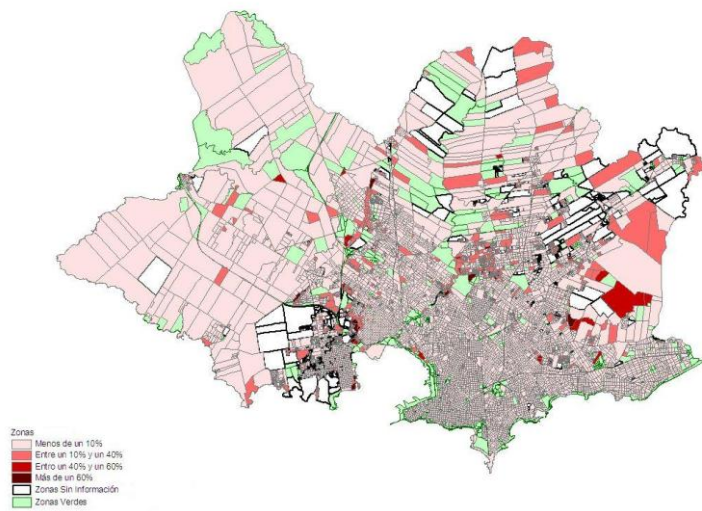 Zonas
Menos de un 10%
Entre un 10% y un 40%
Entro un 40% y un 60%
Más de un 60%
Zonas Sin Información
Zonas Verdes